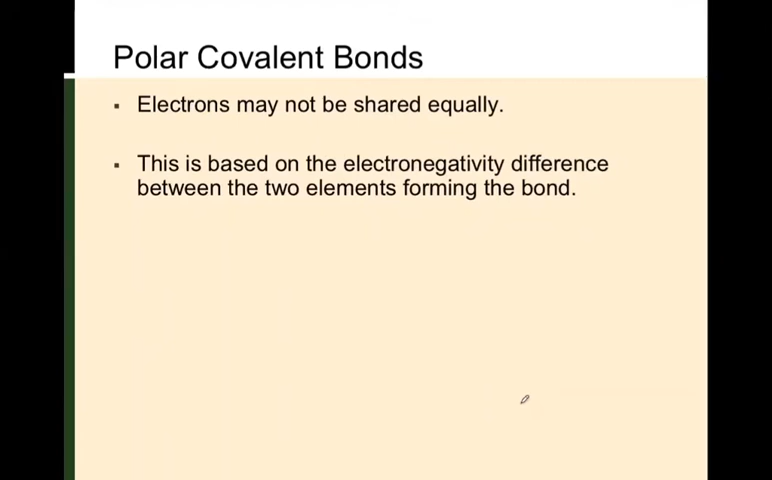 Polar Covalent Bonds
▪ Electrons may not be shared equally.
▪ This is based on the electronegativity difference
between the two elements forming the bond.